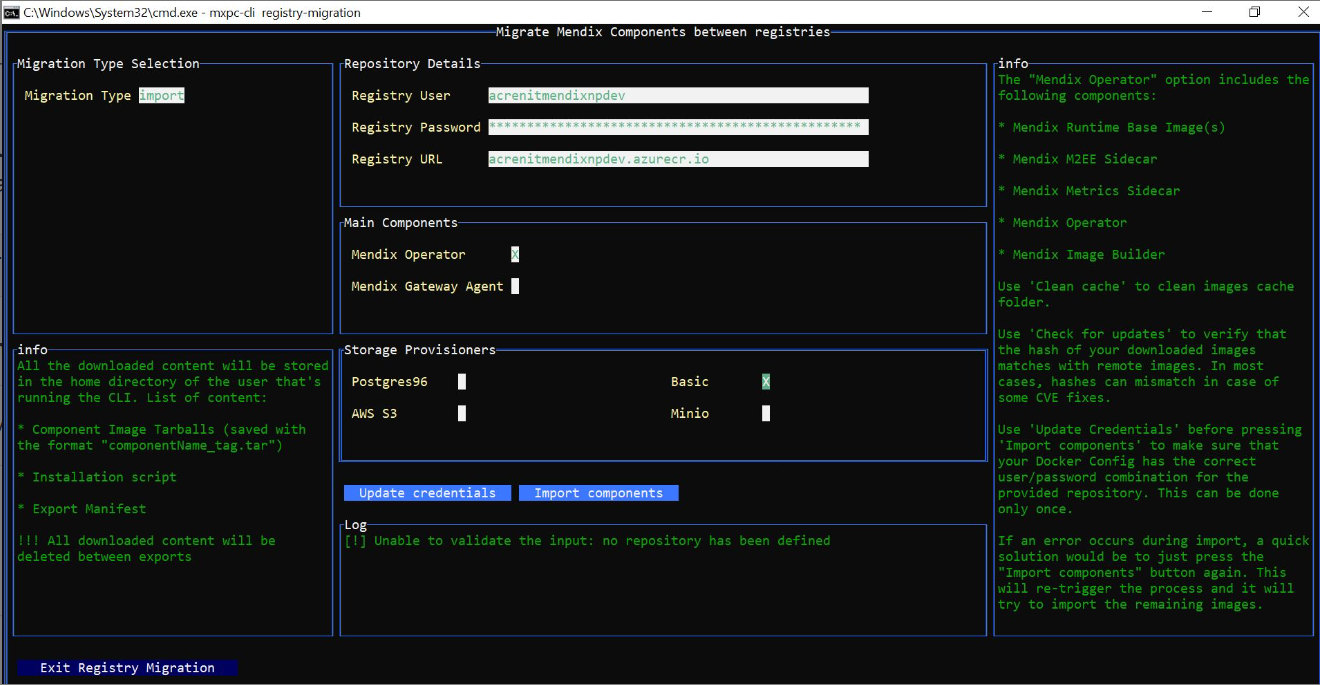 C:\Windows\System32\cmd.exe - mxpc-cli registry-migration
Migrate Mendix Components between registries
Migration Type Selection
Migration Type import
info
All the downloaded content will be stored
in the home directory of the user that's
running the CLI. List of content:
* Component Image Tarballs (saved with
the format "componentName_tag.tar")
* Installation script
* Export Manifest
!!! All downloaded content will be
deleted between exports
Repository Details
Registry User acrenitmendixnpdev
Registry Password *************************************************
Registry URL acrenitmendixnpdev.azurecr.io
Main Components
Mendix Operator X
Mendix Gateway Agent
Storage Provisioners
Postgres96 Basic X
AWS S3 Minio
Update credentials Import components
Log
[!] Unable to validate the input: no repository has been defined
info
The "Mendix Operator" option includes the
following components:
* Mendix Runtime Base Image(s)
* Mendix M2EE Sidecar
* Mendix Metrics Sidecar
* Mendix Operator
* Mendix Image Builder
Use 'Clean cache' to clean images cache
folder.
Use 'Check for updates' to verify that
the hash of your downloaded images
matches with remote images. In most
cases, hashes can mismatch in case of
some CVE fixes.
Use 'Update Credentials' before pressing
'Import components' to make sure that
your Docker Config has the correct
user/password combination for the
provided repository. This can be done
only once.
If an error occurs during import, a quick
solution would be to just press the
"Import components" button again. This
will re-trigger the process and it will
try to import the remaining images.
Exit Registry Migration